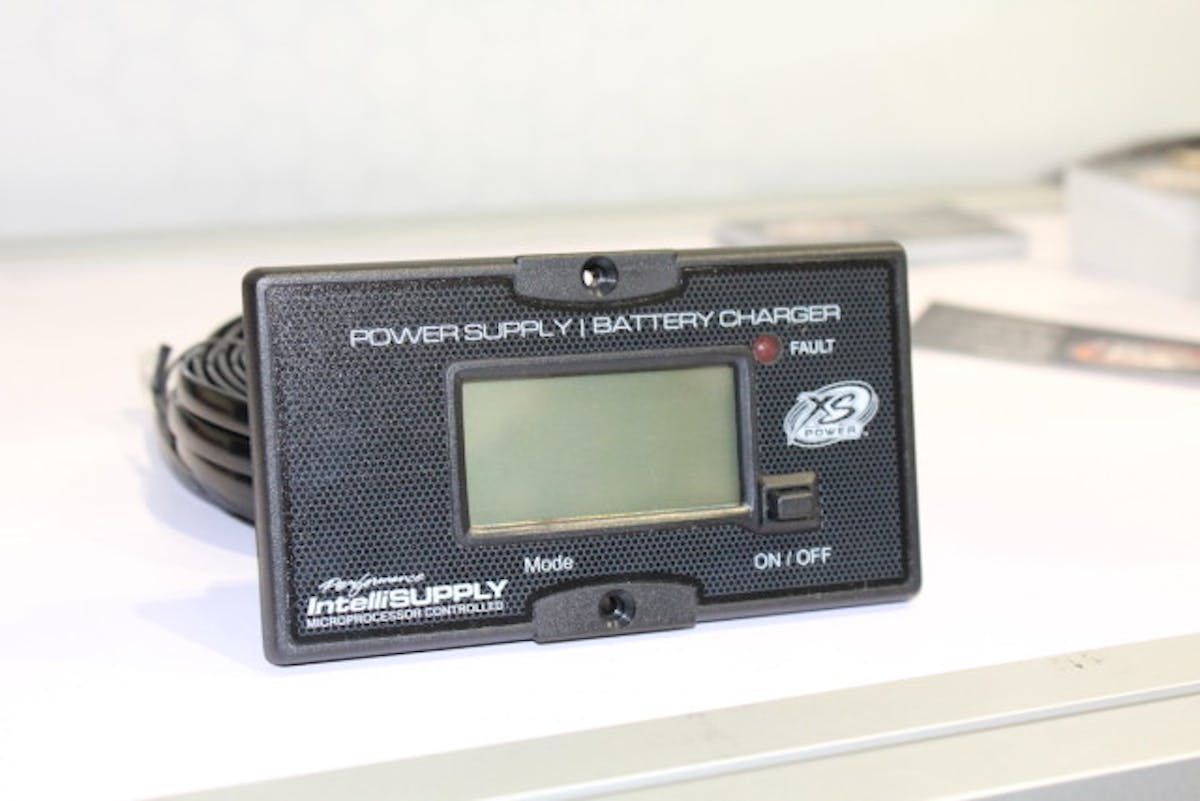 POWER SUPPLY | BATTERY CHARGER
FAULT
XS
POWER
Mode
ON / OFF
Performance
IntelliSUPPLY
MICROPROCESSOR CONTROLLED